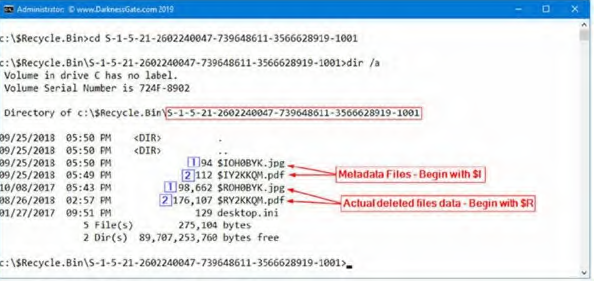 Administrator: © www.DarknessGate.com 2019
c:\$Recycle.Bin>cd S-1-5-21-2602240047-739648611-3566628919-1001
c:\$Recycle.Bin\S-1-5-21-2602240047-739648611-3566628919-1001>dir /a
Volume in drive C has no label.
Volume Serial Number is 724F-8902
Directory of c:\$Recycle.Bin\S-1-5-21-2602240047-739648611-3566628919-1001
09/25/2018 05:50 PM <DIR> .
09/25/2018 05:50 PM <DIR> ..
09/25/2018 05:50 PM 1 94 $IOH0BYK.jpg
09/25/2018 05:49 PM 2 112 $IY2KKQM.pdf Metadata Files - Begin with $I
10/08/2017 05:43 PM 1 98,662 $ROH0BYK.jpg
08/26/2018 02:57 PM 2 176,107 $RY2KKQM.pdf Actual deleted files data - Begin with $R
01/27/2017 09:51 PM 129 desktop.ini
5 File(s) 275,104 bytes
2 Dir(s) 89,707,253,760 bytes free
c:\$Recycle.Bin\S-1-5-21-2602240047-739648611-3566628919-1001>